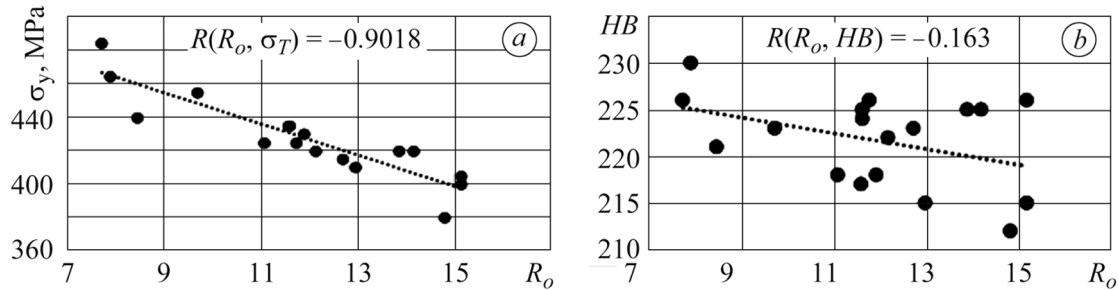 σy, MPa
440
400
360
7 9 11 13 15 Ro
R(Ro, σT) = –0.9018
a
HB
230
225
220
215
210
7 9 11 13 15 Ro
R(Ro, HB) = –0.163
b